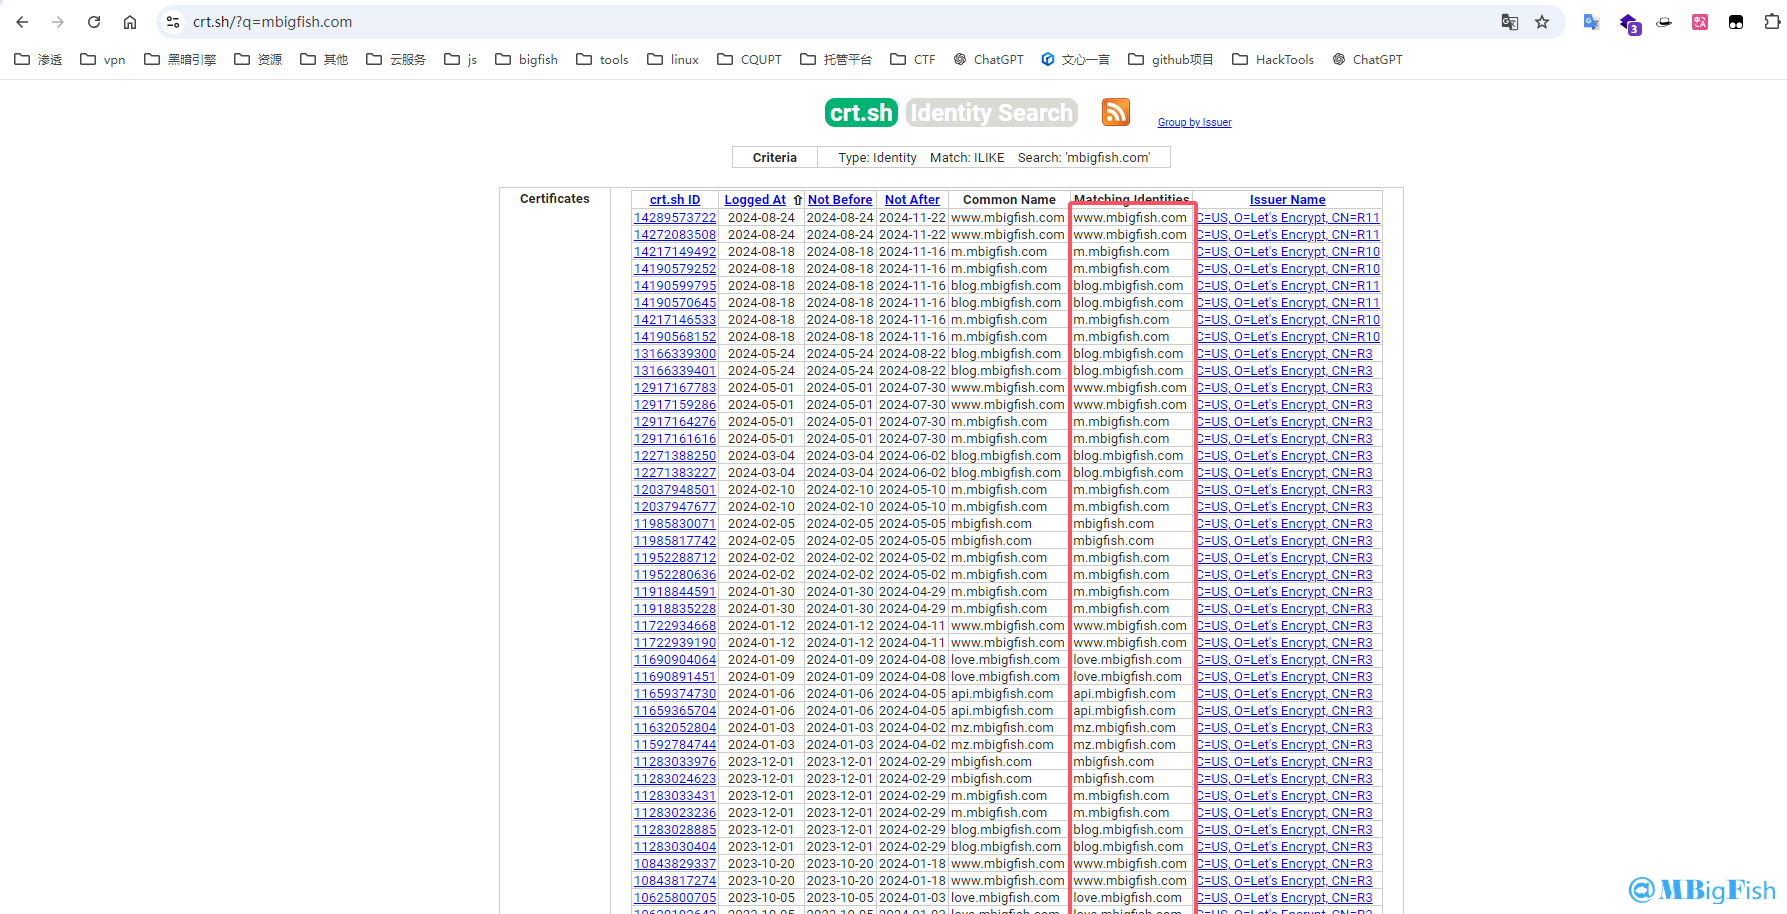 crt.sh/?q=mbigfish.com
3
渗透 vpn 黑暗引擎 资源 其他 云服务 js bigfish tools linux CQUPT 托管平台 CTF ChatGPT 文心一言 github项目 HackTools ChatGPT
crt.sh Identity Search Group by Issuer
Criteria Type: Identity Match: ILIKE Search: 'mbigfish.com'
Certificates
crt.sh ID Logged At ⇧ Not Before Not After Common Name Matching Identities Issuer Name
14289573722 2024-08-24 2024-08-24 2024-11-22 www.mbigfish.com www.mbigfish.com C=US, O=Let's Encrypt, CN=R11
14272083508 2024-08-24 2024-08-24 2024-11-22 www.mbigfish.com www.mbigfish.com C=US, O=Let's Encrypt, CN=R11
14217149492 2024-08-18 2024-08-18 2024-11-16 m.mbigfish.com m.mbigfish.com C=US, O=Let's Encrypt, CN=R10
14190579252 2024-08-18 2024-08-18 2024-11-16 m.mbigfish.com m.mbigfish.com C=US, O=Let's Encrypt, CN=R10
14190599795 2024-08-18 2024-08-18 2024-11-16 blog.mbigfish.com blog.mbigfish.com C=US, O=Let's Encrypt, CN=R11
14190570645 2024-08-18 2024-08-18 2024-11-16 blog.mbigfish.com blog.mbigfish.com C=US, O=Let's Encrypt, CN=R11
14217146533 2024-08-18 2024-08-18 2024-11-16 m.mbigfish.com m.mbigfish.com C=US, O=Let's Encrypt, CN=R10
14190568152 2024-08-18 2024-08-18 2024-11-16 m.mbigfish.com m.mbigfish.com C=US, O=Let's Encrypt, CN=R10
13166339300 2024-05-24 2024-05-24 2024-08-22 blog.mbigfish.com blog.mbigfish.com C=US, O=Let's Encrypt, CN=R3
13166339401 2024-05-24 2024-05-24 2024-08-22 blog.mbigfish.com blog.mbigfish.com C=US, O=Let's Encrypt, CN=R3
12917167783 2024-05-01 2024-05-01 2024-07-30 www.mbigfish.com www.mbigfish.com C=US, O=Let's Encrypt, CN=R3
12917159286 2024-05-01 2024-05-01 2024-07-30 www.mbigfish.com www.mbigfish.com C=US, O=Let's Encrypt, CN=R3
12917164276 2024-05-01 2024-05-01 2024-07-30 m.mbigfish.com m.mbigfish.com C=US, O=Let's Encrypt, CN=R3
12917161616 2024-05-01 2024-05-01 2024-07-30 m.mbigfish.com m.mbigfish.com C=US, O=Let's Encrypt, CN=R3
12271388250 2024-03-04 2024-03-04 2024-06-02 blog.mbigfish.com blog.mbigfish.com C=US, O=Let's Encrypt, CN=R3
12271383227 2024-03-04 2024-03-04 2024-06-02 blog.mbigfish.com blog.mbigfish.com C=US, O=Let's Encrypt, CN=R3
12037948501 2024-02-10 2024-02-10 2024-05-10 m.mbigfish.com m.mbigfish.com C=US, O=Let's Encrypt, CN=R3
12037947677 2024-02-10 2024-02-10 2024-05-10 m.mbigfish.com m.mbigfish.com C=US, O=Let's Encrypt, CN=R3
11985830071 2024-02-05 2024-02-05 2024-05-05 mbigfish.com mbigfish.com C=US, O=Let's Encrypt, CN=R3
11985817742 2024-02-05 2024-02-05 2024-05-05 mbigfish.com mbigfish.com C=US, O=Let's Encrypt, CN=R3
11952288712 2024-02-02 2024-02-02 2024-05-02 m.mbigfish.com m.mbigfish.com C=US, O=Let's Encrypt, CN=R3
11952280636 2024-02-02 2024-02-02 2024-05-02 m.mbigfish.com m.mbigfish.com C=US, O=Let's Encrypt, CN=R3
11918844591 2024-01-30 2024-01-30 2024-04-29 m.mbigfish.com m.mbigfish.com C=US, O=Let's Encrypt, CN=R3
11918835228 2024-01-30 2024-01-30 2024-04-29 m.mbigfish.com m.mbigfish.com C=US, O=Let's Encrypt, CN=R3
11722934668 2024-01-12 2024-01-12 2024-04-11 www.mbigfish.com www.mbigfish.com C=US, O=Let's Encrypt, CN=R3
11722939190 2024-01-12 2024-01-12 2024-04-11 www.mbigfish.com www.mbigfish.com C=US, O=Let's Encrypt, CN=R3
11690904064 2024-01-09 2024-01-09 2024-04-08 love.mbigfish.com love.mbigfish.com C=US, O=Let's Encrypt, CN=R3
11690891451 2024-01-09 2024-01-09 2024-04-08 love.mbigfish.com love.mbigfish.com C=US, O=Let's Encrypt, CN=R3
11659374730 2024-01-06 2024-01-06 2024-04-05 api.mbigfish.com api.mbigfish.com C=US, O=Let's Encrypt, CN=R3
11659365704 2024-01-06 2024-01-06 2024-04-05 api.mbigfish.com api.mbigfish.com C=US, O=Let's Encrypt, CN=R3
11632052804 2024-01-03 2024-01-03 2024-04-02 mz.mbigfish.com mz.mbigfish.com C=US, O=Let's Encrypt, CN=R3
11592784744 2024-01-03 2024-01-03 2024-04-02 mz.mbigfish.com mz.mbigfish.com C=US, O=Let's Encrypt, CN=R3
11283033976 2023-12-01 2023-12-01 2024-02-29 mbigfish.com mbigfish.com C=US, O=Let's Encrypt, CN=R3
11283024623 2023-12-01 2023-12-01 2024-02-29 mbigfish.com mbigfish.com C=US, O=Let's Encrypt, CN=R3
11283033431 2023-12-01 2023-12-01 2024-02-29 m.mbigfish.com m.mbigfish.com C=US, O=Let's Encrypt, CN=R3
11283023236 2023-12-01 2023-12-01 2024-02-29 m.mbigfish.com m.mbigfish.com C=US, O=Let's Encrypt, CN=R3
11283028885 2023-12-01 2023-12-01 2024-02-29 blog.mbigfish.com blog.mbigfish.com C=US, O=Let's Encrypt, CN=R3
11283030404 2023-12-01 2023-12-01 2024-02-29 blog.mbigfish.com blog.mbigfish.com C=US, O=Let's Encrypt, CN=R3
10843829337 2023-10-20 2023-10-20 2024-01-18 www.mbigfish.com www.mbigfish.com C=US, O=Let's Encrypt, CN=R3
10843817274 2023-10-20 2023-10-20 2024-01-18 www.mbigfish.com www.mbigfish.com C=US, O=Let's Encrypt, CN=R3
10625800705 2023-10-05 2023-10-05 2024-01-03 love.mbigfish.com love.mbigfish.com C=US, O=Let's Encrypt, CN=R3
@MBigFish